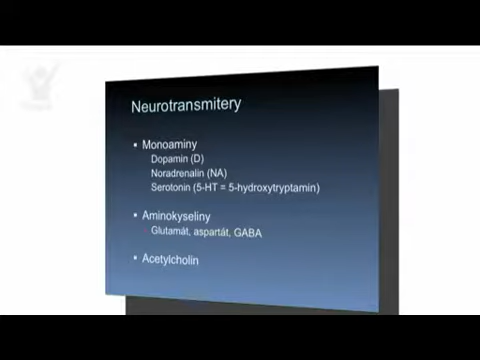 Neurotransmitery
▪ Monoaminy
Dopamin (D)
Noradrenalin (NA)
Serotonin (5-HT = 5-hydroxytryptamin)
▪ Aminokyseliny
Glutamát, aspartát, GABA
▪ Acetylcholin